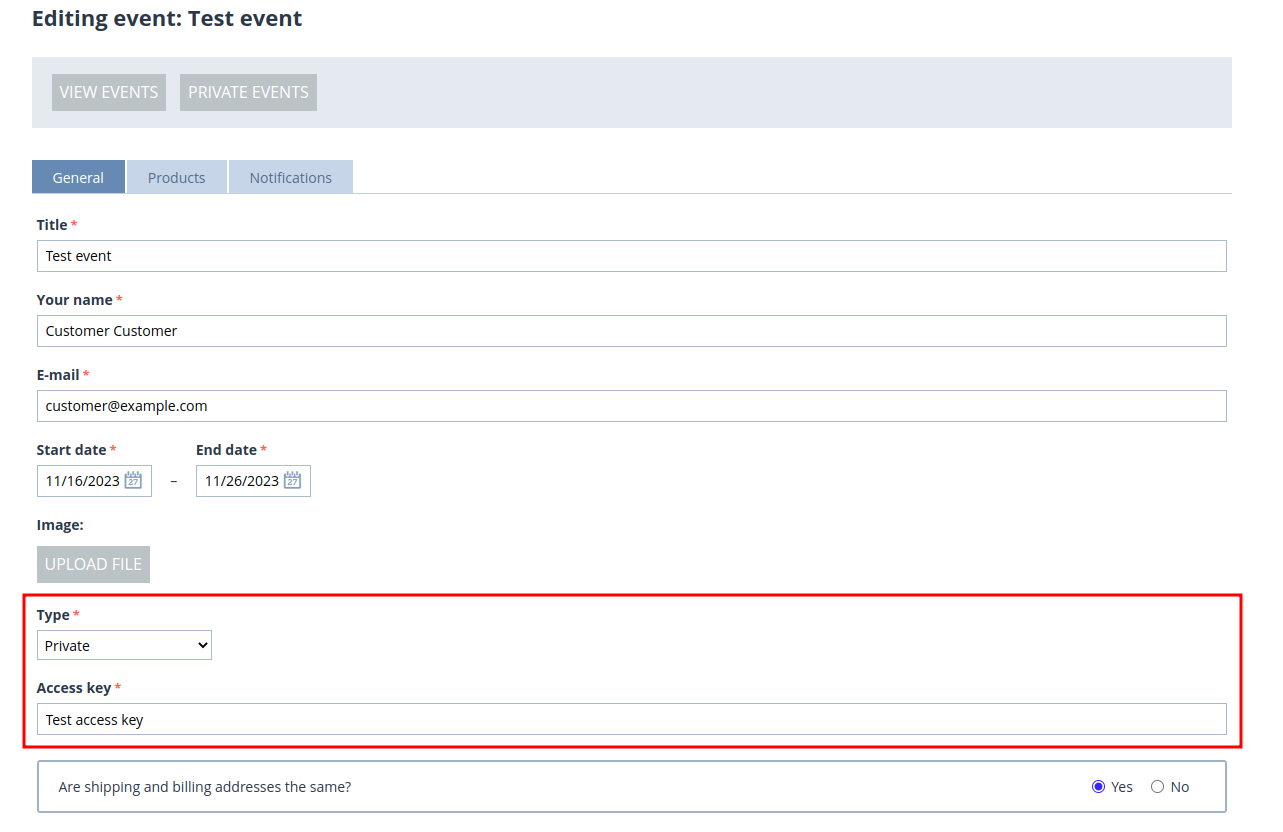 Editing event: Test event
VIEW EVENTS PRIVATE EVENTS
General Products Notifications
Title *
Test event
Your name *
Customer Customer
E-mail *
customer@example.com
Start date * End date *
11/16/2023 27 – 11/26/2023 27
Image:
UPLOAD FILE
Type *
Private
Access key *
Test access key
Are shipping and billing addresses the same? Yes No